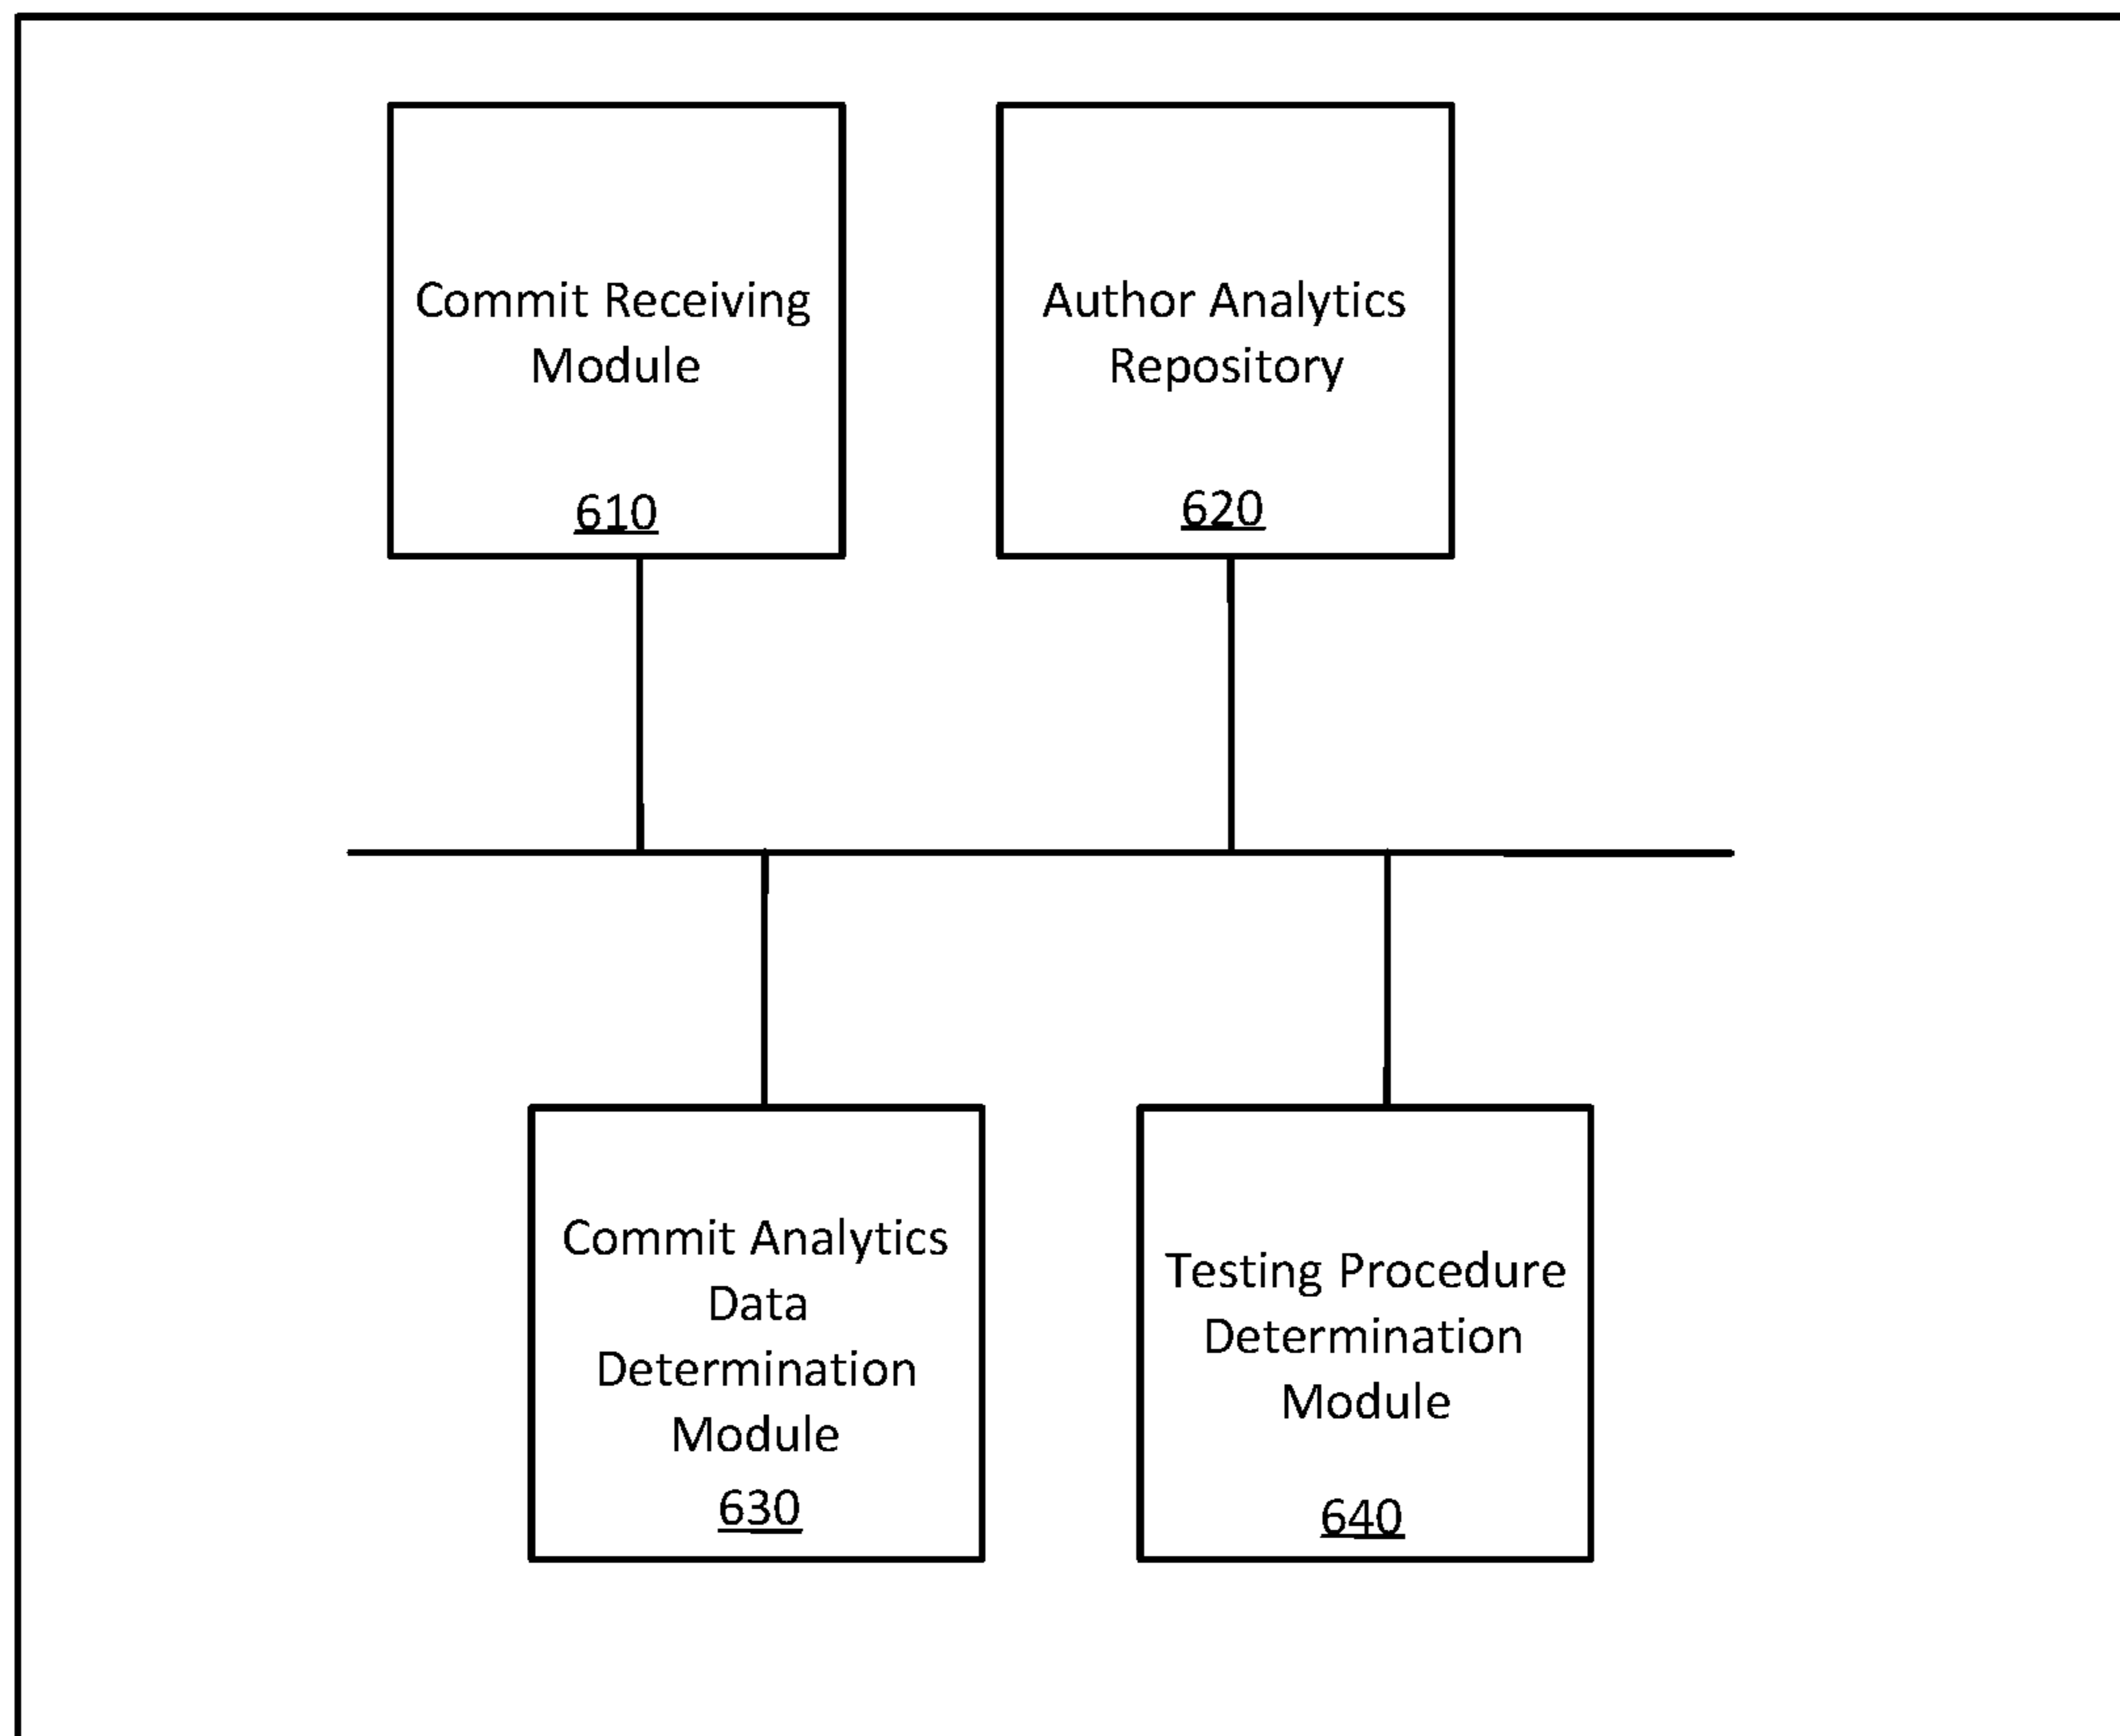 Commit Receiving
Module
610
Author Analytics
Repository
620
Commit Analytics
Data
Determination
Module
630
Testing Procedure
Determination
Module
640